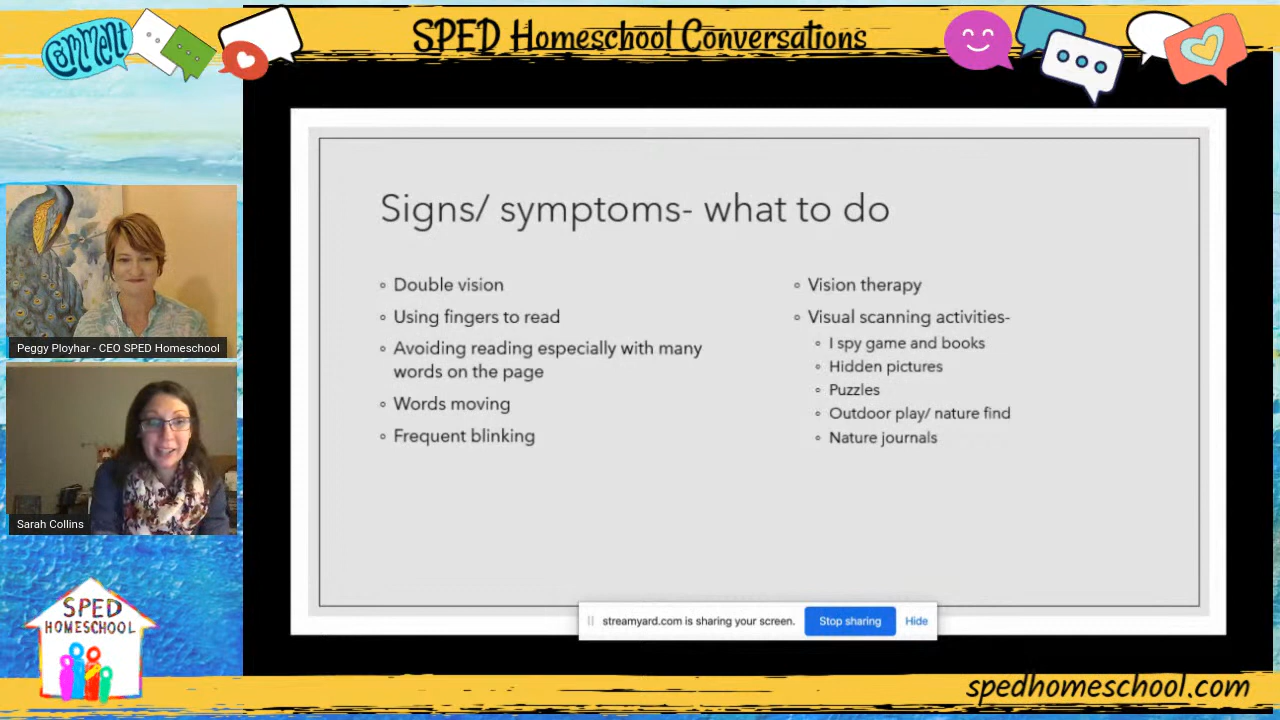 Comment
SPED Homeschool Conversations
Signs/ symptoms- what to do
Double vision
Using fingers to read
Avoiding reading especially with many
words on the page
Words moving
Frequent blinking
Vision therapy
Visual scanning activities-
I spy game and books
Hidden pictures
Puzzles
Outdoor play/ nature find
Nature journals
Peggy Ployhar - CEO SPED Homeschool
Sarah Collins
SPED
HOMESCHOOL
streamyard.com is sharing your screen.
Stop sharing
Hide
spedhomeschool.com